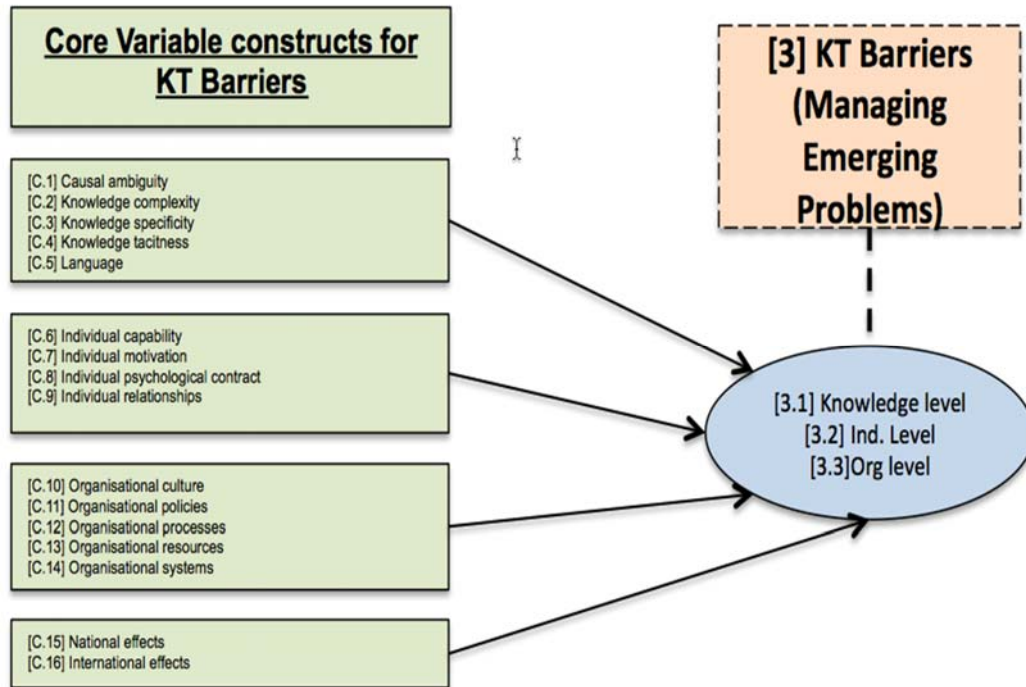 Core Variable constructs for
KT Barriers
[C.1] Causal ambiguity
[C.2] Knowledge complexity
[C.3] Knowledge specificity
[C.4] Knowledge tacitness
[C.5] Language
[C.6] Individual capability
[C.7] Individual motivation
[C.8] Individual psychological contract
[C.9] Individual relationships
[C.10] Organisational culture
[C.11] Organisational policies
[C.12] Organisational processes
[C.13] Organisational resources
[C.14] Organisational systems
[C.15] National effects
[C.16] International effects
[3] KT Barriers
(Managing
Emerging
Problems)
[3.1] Knowledge level
[3.2] Ind. Level
[3.3]Org level